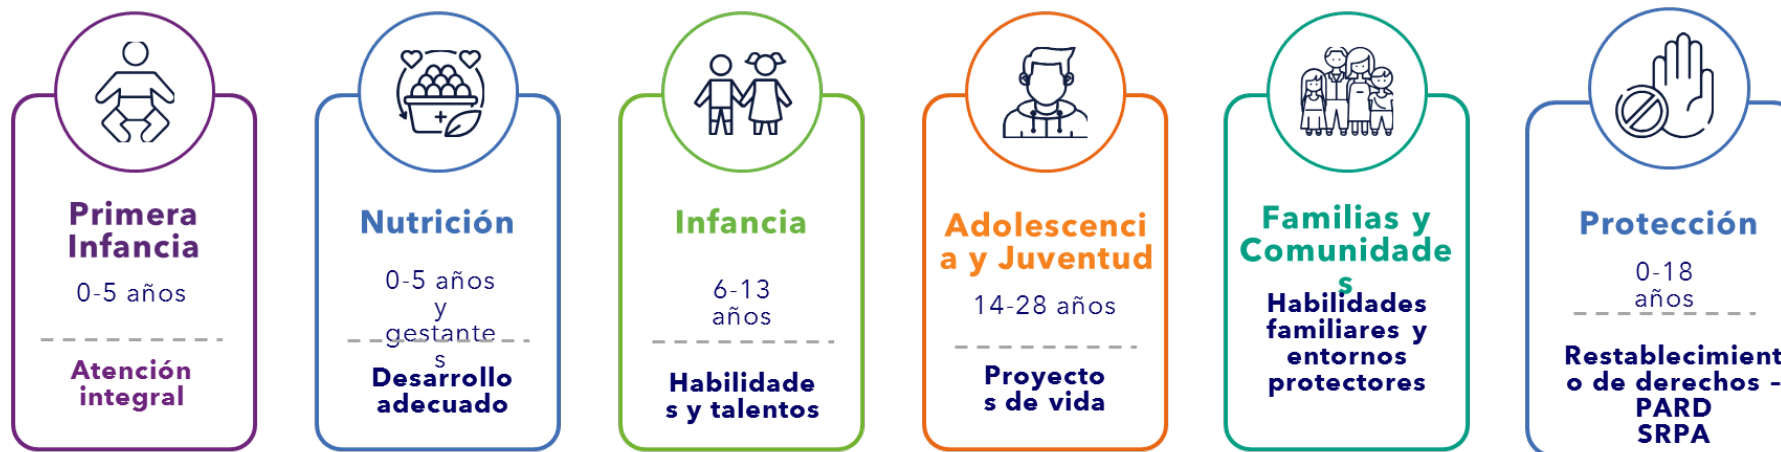 Primera
Infancia
0-5 años
Atención
integral
Nutrición
0-5 años
y
gestante
s
Desarrollo
adecuado
Infancia
6-13
años
Habilidade
s y talentos
Adolescenci
a y Juventud
14-28 años
Proyecto
s de vida
Familias y
Comunidade
s
Habilidades
familiares y
entornos
protectores
Protección
0-18
años
Restablecimient
o de derechos –
PARD
SRPA